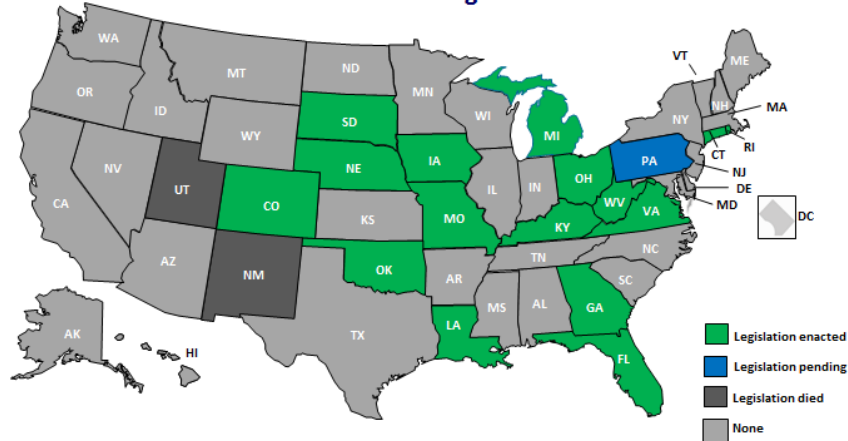 WA
MT
ND
MN
VT
ME
OR
ID
WY
SD
WI
MI
NY
NH
MA
RI
CT
NV
UT
CO
NE
IA
IL
IN
OH
PA
NJ
DE
MD
DC
CA
KS
MO
KY
WV
VA
AZ
NM
OK
AR
TN
NC
SC
TX
LA
MS
AL
GA
FL
AK
HI
Legislation enacted
Legislation pending
Legislation died
None